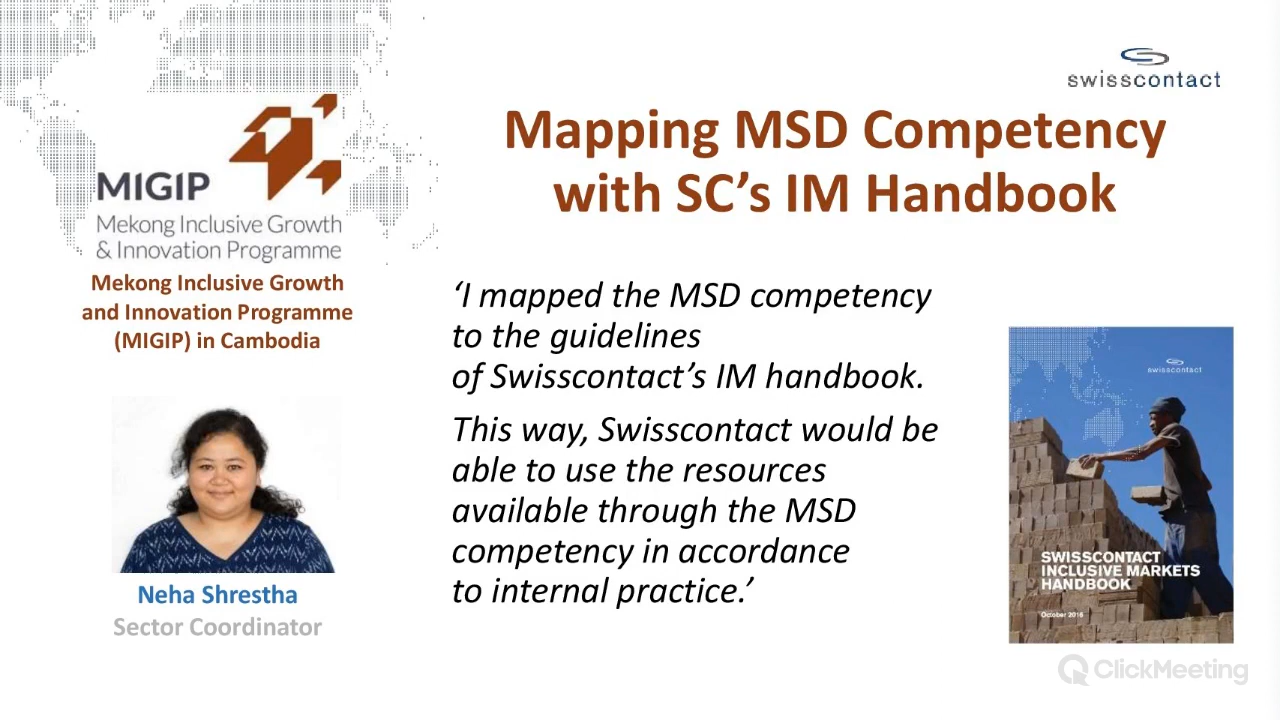 swisscontact
Mapping MSD Competency
with SC’s IM Handbook
MIGIP
Mekong Inclusive Growth
& Innovation Programme
Mekong Inclusive Growth
and Innovation Programme
(MIGIP) in Cambodia
Neha Shrestha
Sector Coordinator
‘I mapped the MSD competency
to the guidelines
of Swisscontact’s IM handbook.
This way, Swisscontact would be
able to use the resources
available through the MSD
competency in accordance
to internal practice.’
swisscontact
SWISSCONTACT
INCLUSIVE MARKETS
HANDBOOK
October 2016
ClickMeeting